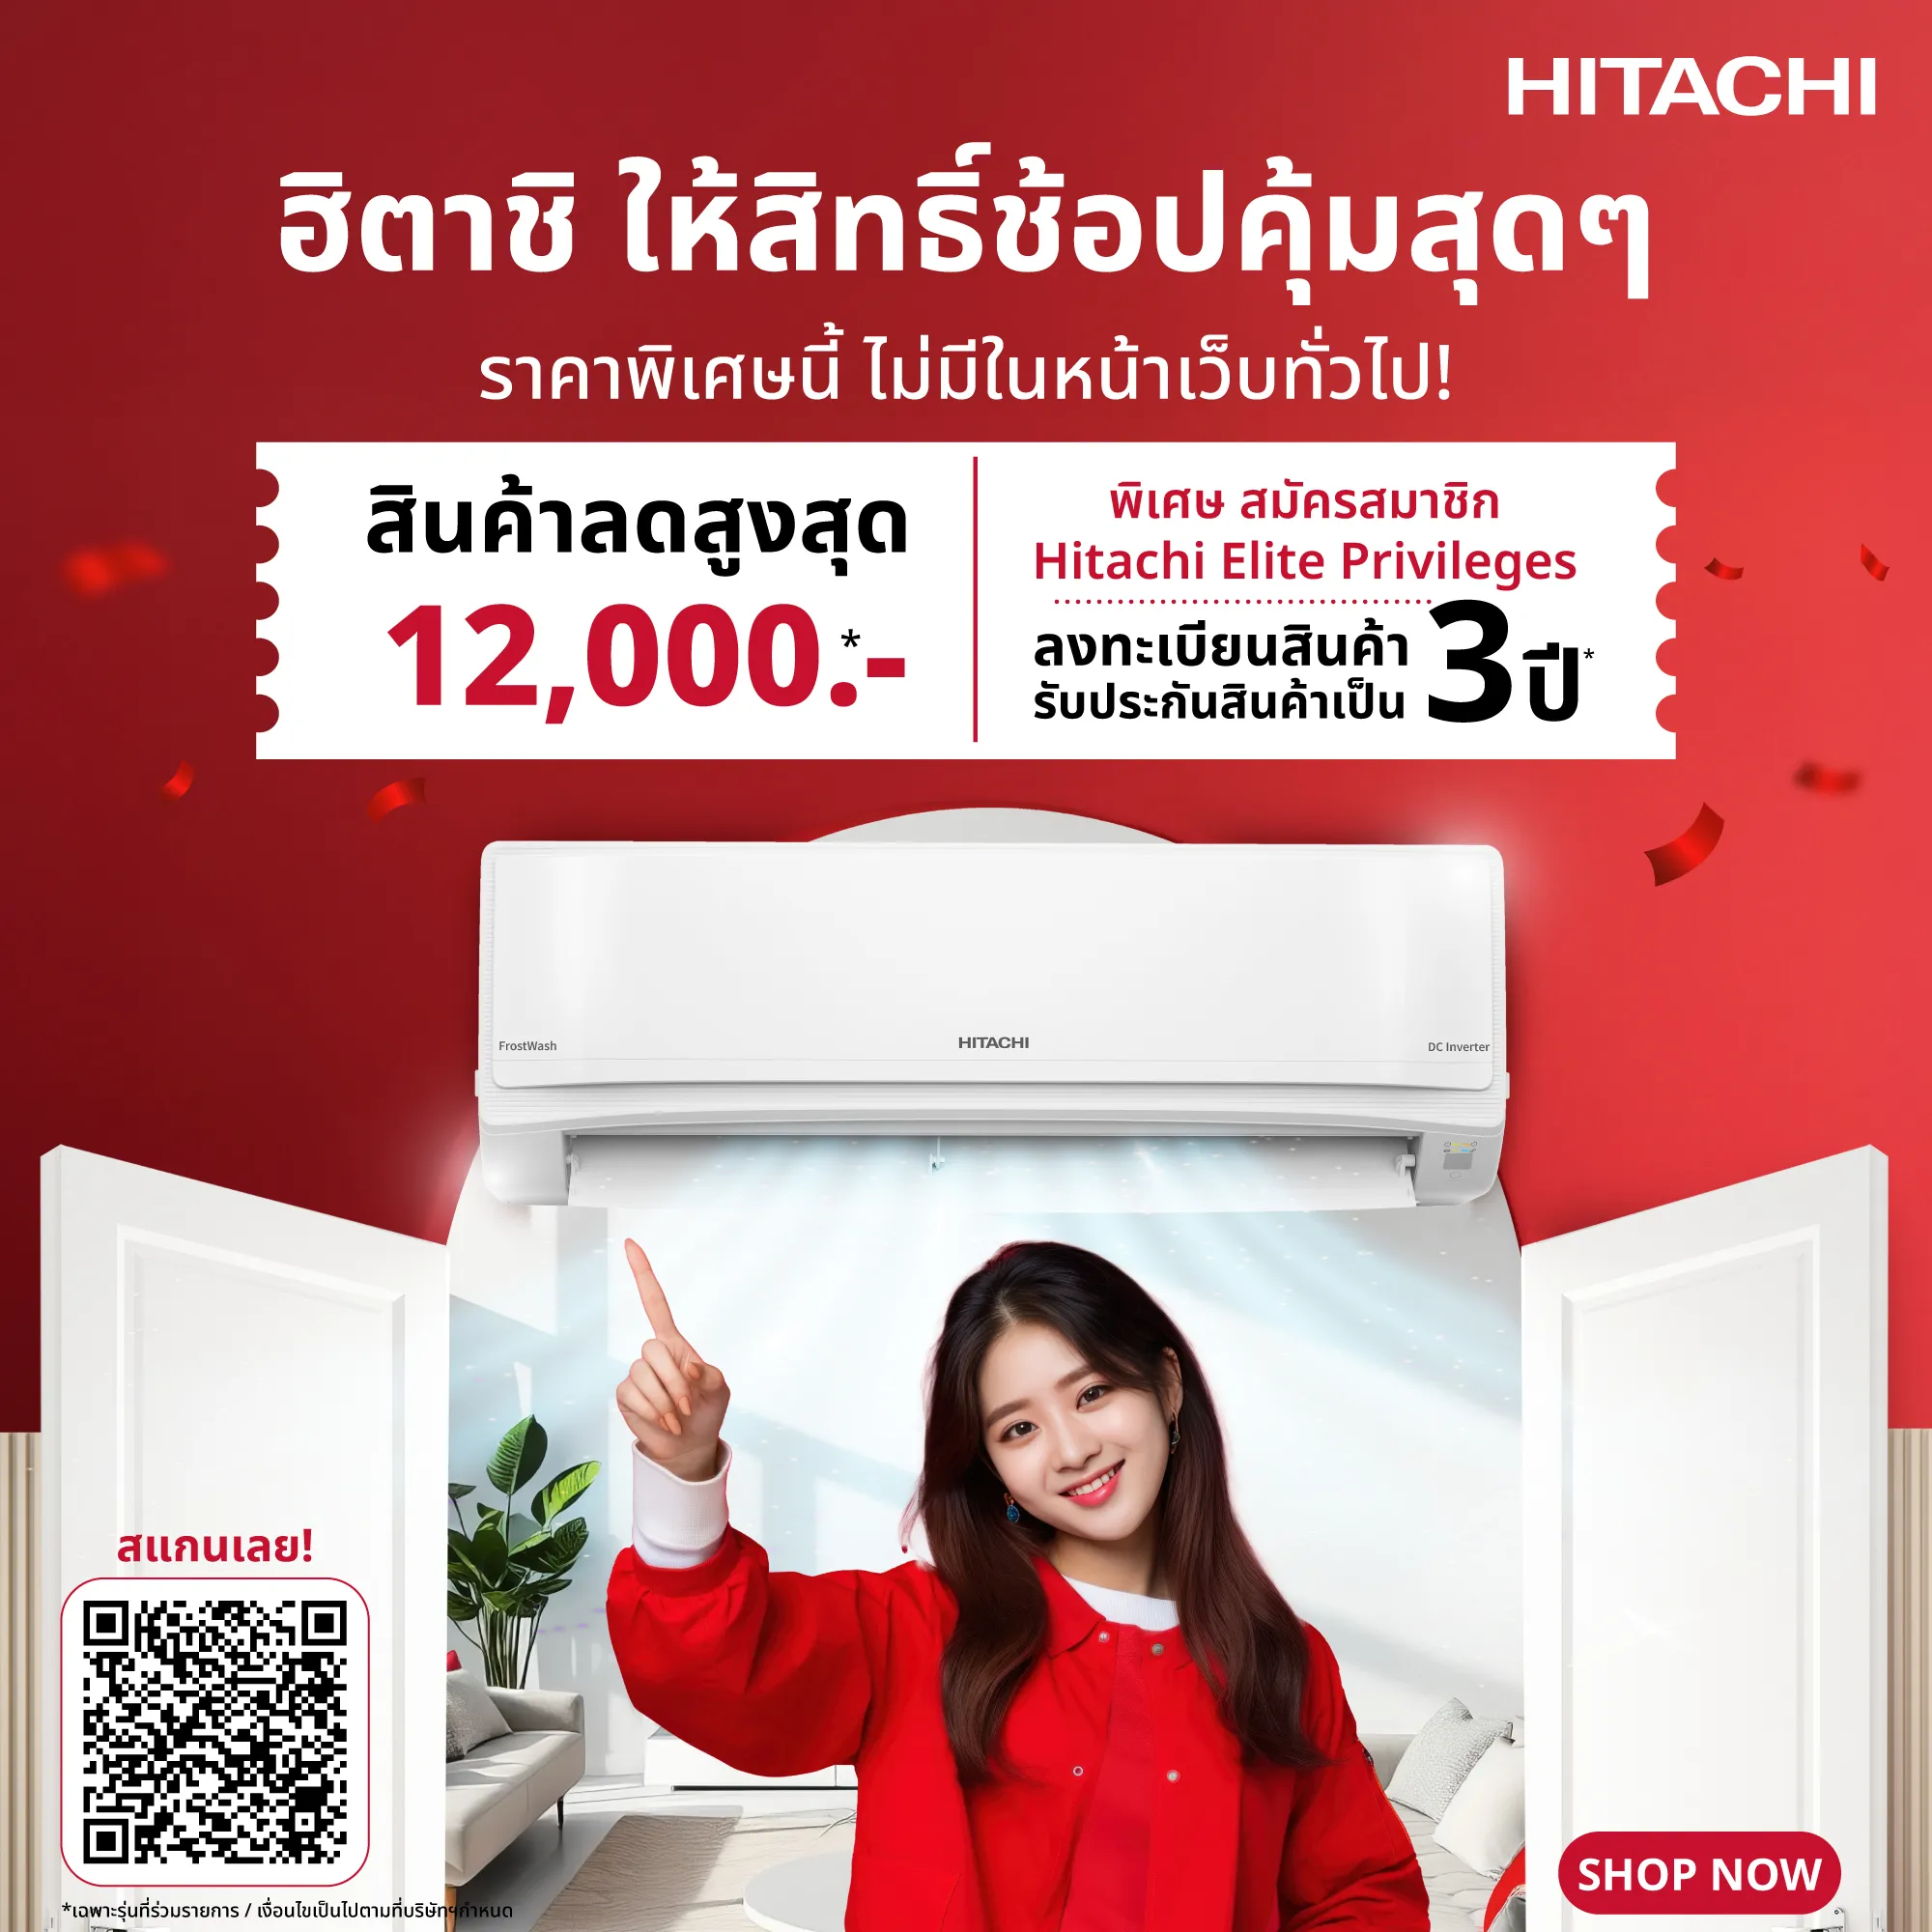 HITACHI
ฮิตาชิ ให้สิทธิ์ช้อปคุ้มสุดๆ
ราคาพิเศษนี้ ไม่มีในหน้าเว็บทั่วไป!
สินค้าลดสูงสุด
12,000.-*
พิเศษ สมัครสมาชิก
Hitachi Elite Privileges
ลงทะเบียนสินค้า
รับประกันสินค้าเป็น 3 ปี*
FrostWash
HITACHI
DC Inverter
สแกนเลย!
SHOP NOW
*เฉพาะรุ่นที่ร่วมรายการ / เงื่อนไขเป็นไปตามที่บริษัทฯกำหนด